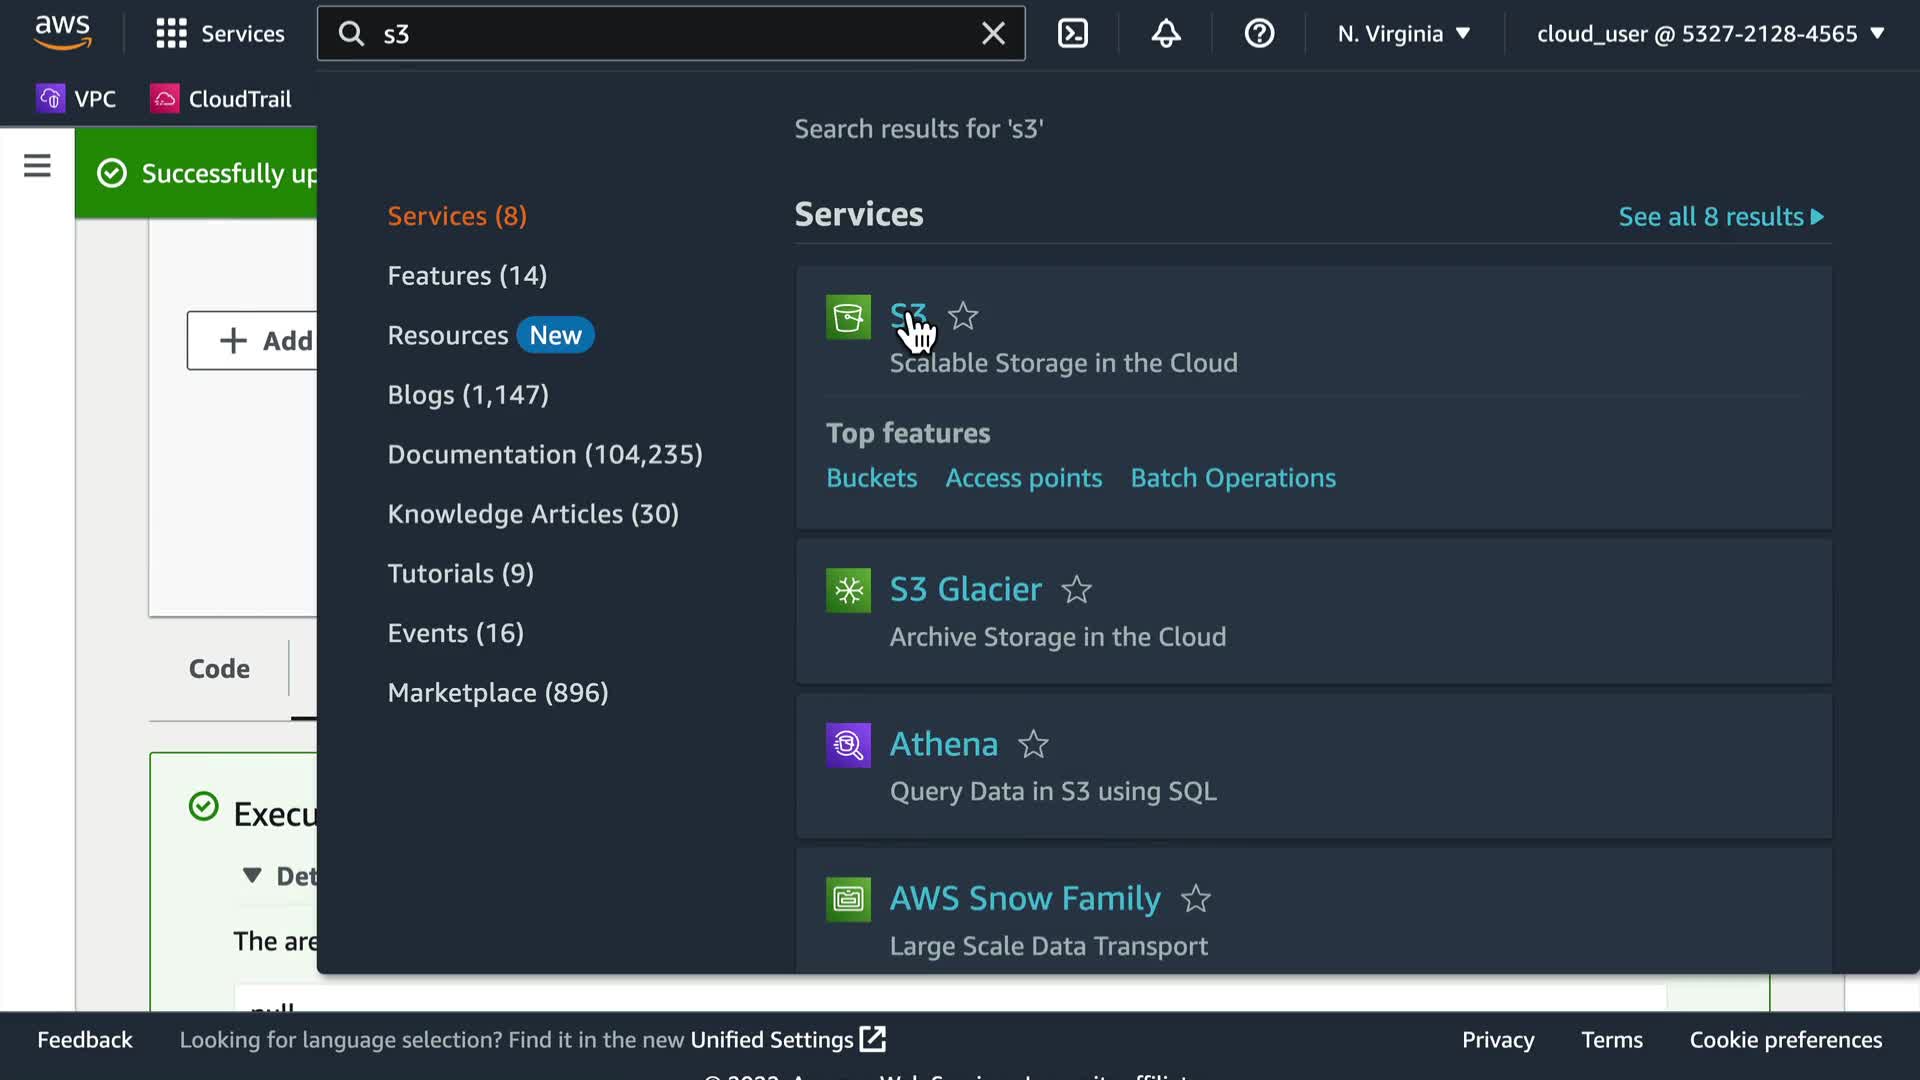 aws
Services
s3
N. Virginia
cloud_user @ 5327-2128-4565
VPC
CloudTrail
Successfully up
Search results for 's3'
Services (8)
Features (14)
Resources New
Blogs (1,147)
Documentation (104,235)
Knowledge Articles (30)
Tutorials (9)
Events (16)
Marketplace (896)
Services
See all 8 results
S3
Scalable Storage in the Cloud
Top features
Buckets Access points Batch Operations
S3 Glacier
Archive Storage in the Cloud
Athena
Query Data in S3 using SQL
AWS Snow Family
Large Scale Data Transport
Add
Code
Execu
Det
The are
null
Feedback
Looking for language selection? Find it in the new Unified Settings
Privacy
Terms
Cookie preferences